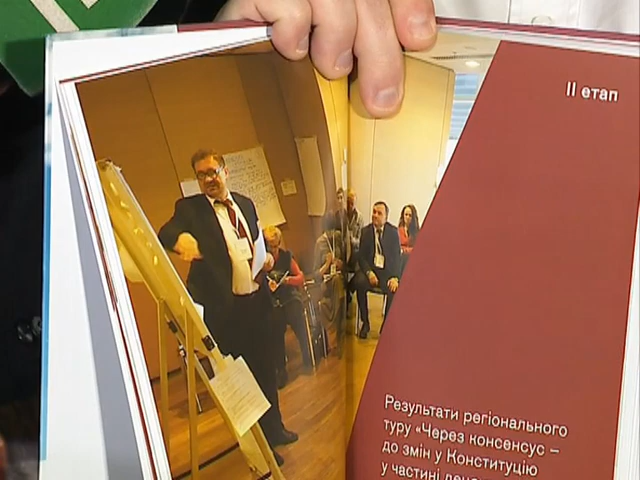 II етап
Результати регіонального
туру «Через консенсус –
до змін у Конституцію
у частині